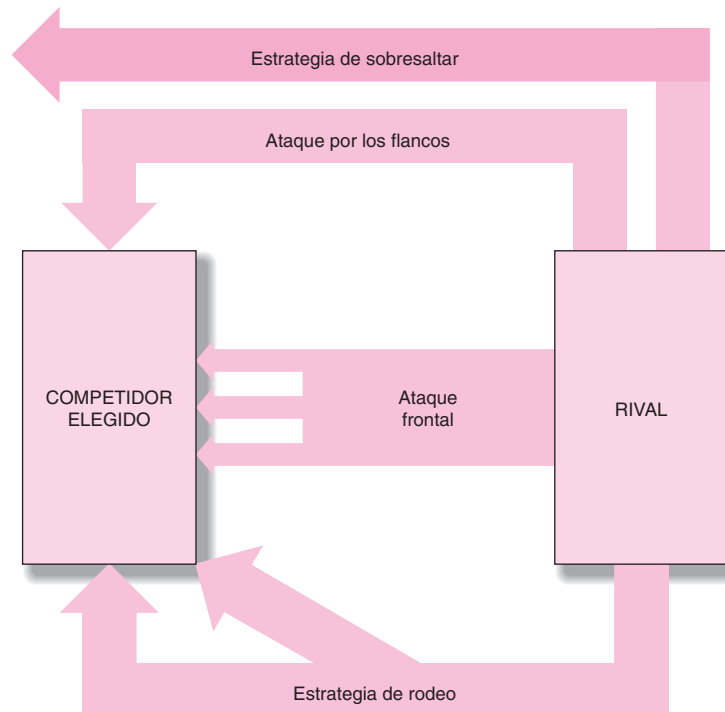 Estrategia de sobresaltar
Ataque por los flancos
COMPETIDOR
ELEGIDO
Ataque
frontal
RIVAL
Estrategia de rodeo